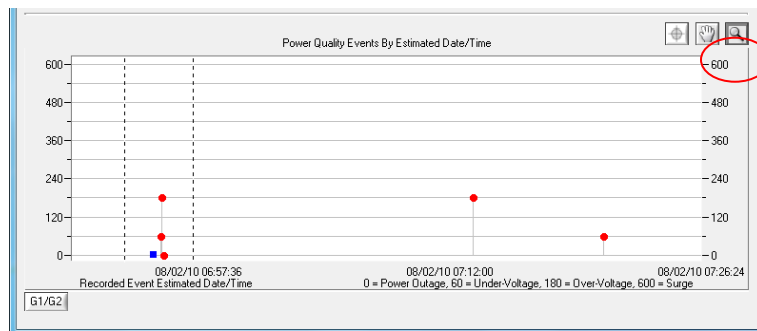 Power Quality Events By Estimated Date/Time
600 600
480 480
360 360
240 240
120 120
0 0
08/02/10 06:57:36 08/02/10 07:12:00 08/02/10 07:26:24
Recorded Event Estimated Date/Time 0 = Power Outage, 60 = Under-Voltage, 180 = Over-Voltage, 600 = Surge
G1/G2